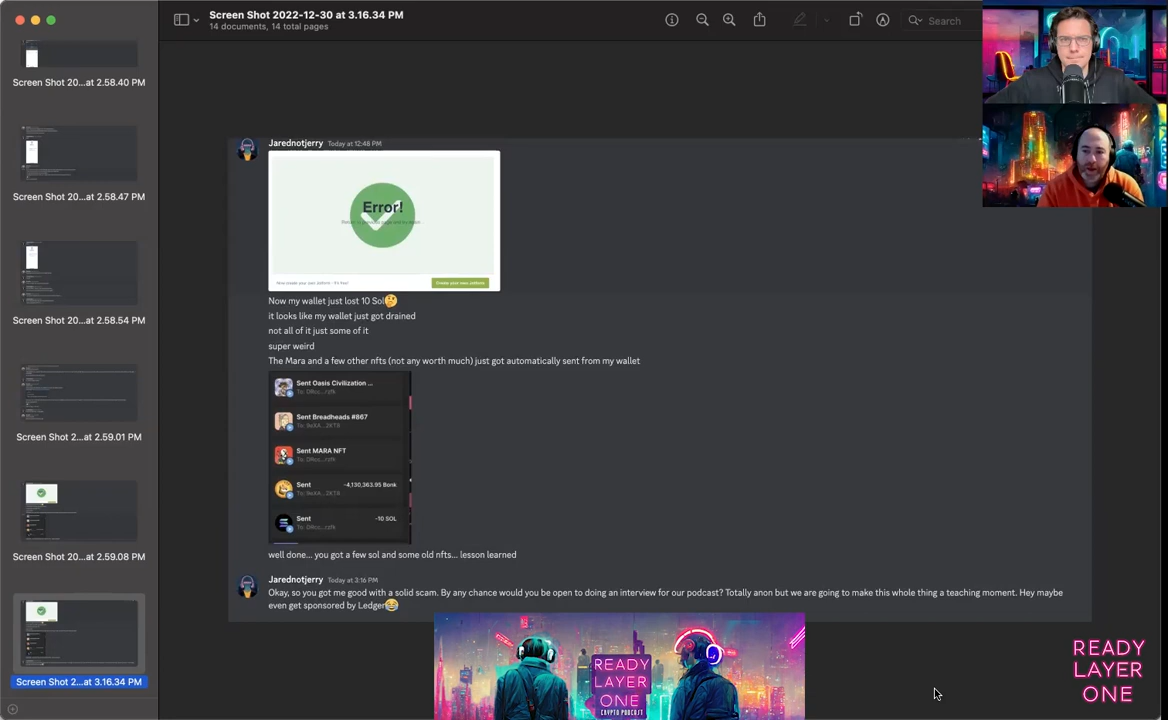 Screen Shot 2022-12-30 at 3.16.34 PM
14 documents, 14 total pages
Search
Screen Shot 20...at 2.58.40 PM
Screen Shot 20...at 2.58.47 PM
Screen Shot 20...at 2.58.54 PM
Screen Shot 2...at 2.59.01 PM
Screen Shot 20...at 2.59.08 PM
Screen Shot 2...at 3.16.34 PM
Jarednotjerry Today at 12:48 PM
Error!
Create your own Jotform
Now my wallet just lost 10 Sol🤔
it looks like my wallet just got drained
not all of it just some of it
super weird
The Mara and a few other nfts (not any worth much) just got automatically sent from my wallet
Sent Oasis Civilization ...
Sent Breadheads #867
Sent MARA NFT
Sent -4,130,363.95 Bonk
Sent -10 SOL
well done... you got a few sol and some old nfts... lesson learned
Jarednotjerry Today at 3:16 PM
Okay, so you got me good with a solid scam. By any chance would you be open to doing an interview for our podcast? Totally anon but we are going to make this whole thing a teaching moment. Hey maybe
even get sponsored by Ledger😂
READY
LAYER
ONE
CRYPTO PODCAST
READY
LAYER
ONE